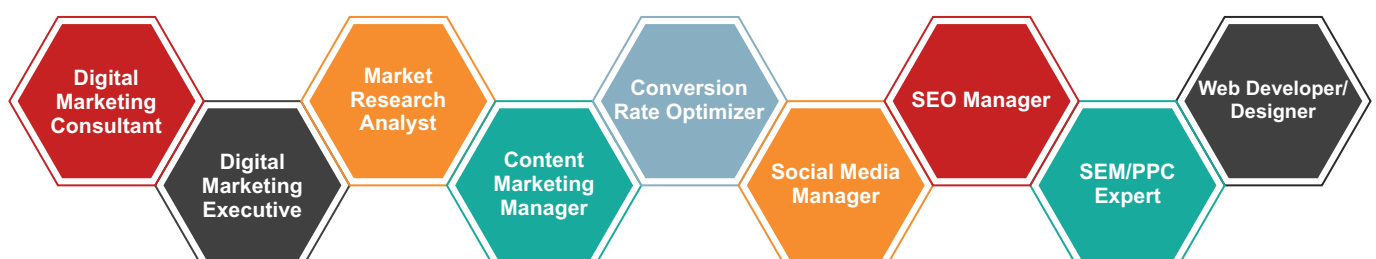 Digital
Marketing
Consultant
Digital
Marketing
Executive
Market
Research
Analyst
Content
Marketing
Manager
Conversion
Rate Optimizer
Social Media
Manager
SEO Manager
SEM/PPC
Expert
Web Developer/
Designer